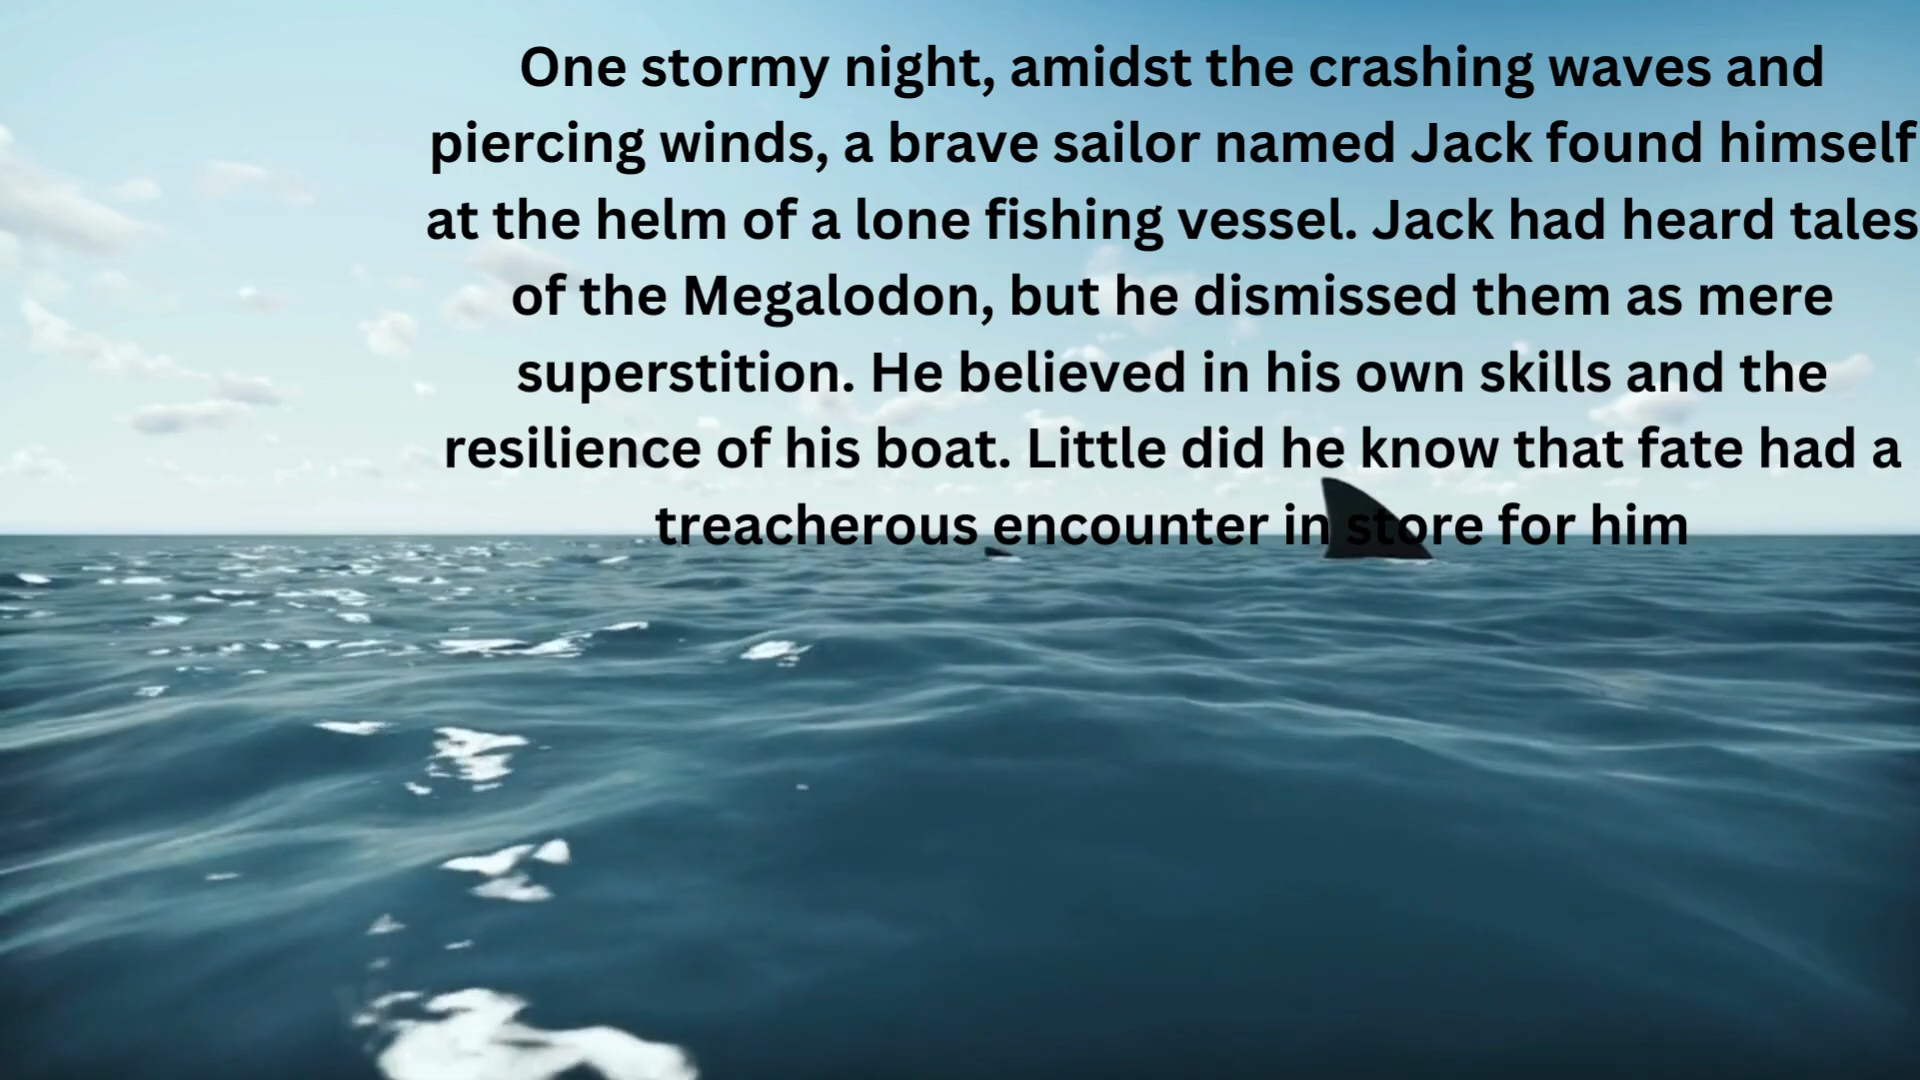 One stormy night, amidst the crashing waves and
piercing winds, a brave sailor named Jack found himself
at the helm of a lone fishing vessel. Jack had heard tales
of the Megalodon, but he dismissed them as mere
superstition. He believed in his own skills and the
resilience of his boat. Little did he know that fate had a
treacherous encounter in store for him